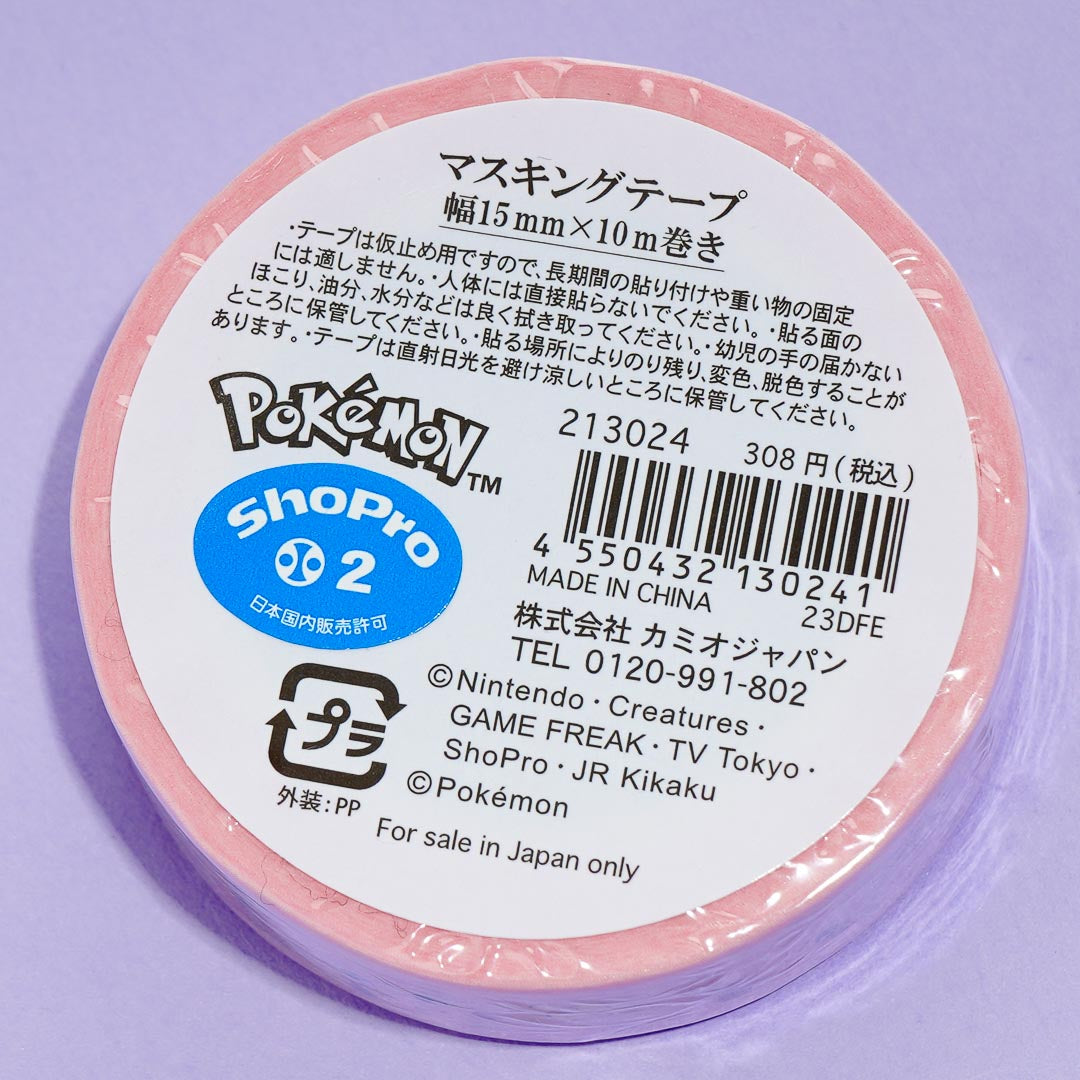 マスキングテープ
幅15mm×10m巻き
・テープは仮止め用ですので、長期間の貼り付けや重い物の固定
には適しません。・人体には直接貼らないでください。・貼る面の
ほこり、油分、水分などは良く拭き取ってください。・幼児の手の届かない
ところに保管してください。・貼る場所によりのり残り、変色、脱色することが
あります。・テープは直射日光を避け涼しいところに保管してください。
Pokémon™
213024 308円(税込)
4 550432 130241
MADE IN CHINA 23DFE
ShoPro
2
日本国内販売許可
株式会社 カミオジャパン
TEL 0120-991-802
©Nintendo・Creatures・
GAME FREAK・TV Tokyo・
ShoPro・JR Kikaku
©Pokémon
プラ
外装:PP
For sale in Japan only